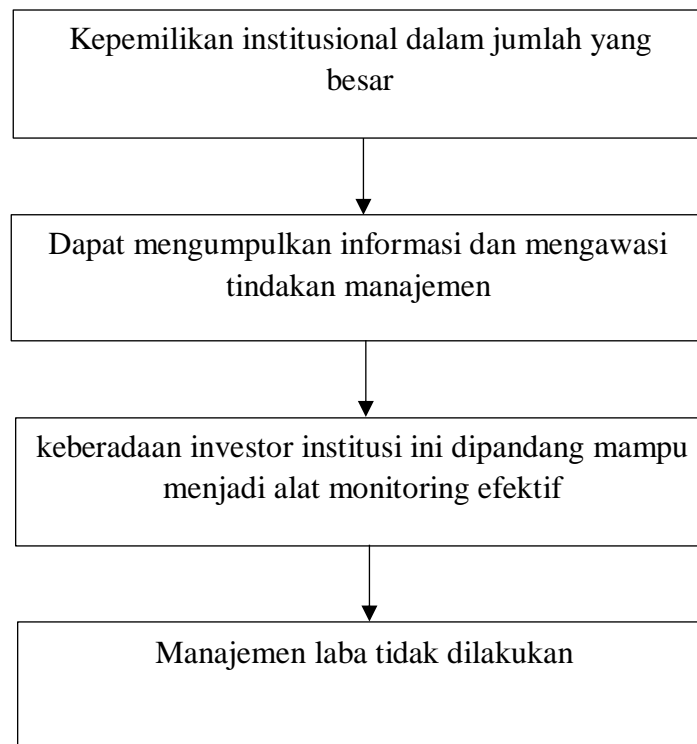 Kepemilikan institusional dalam jumlah yang
besar
Dapat mengumpulkan informasi dan mengawasi
tindakan manajemen
keberadaan investor institusi ini dipandang mampu
menjadi alat monitoring efektif
Manajemen laba tidak dilakukan